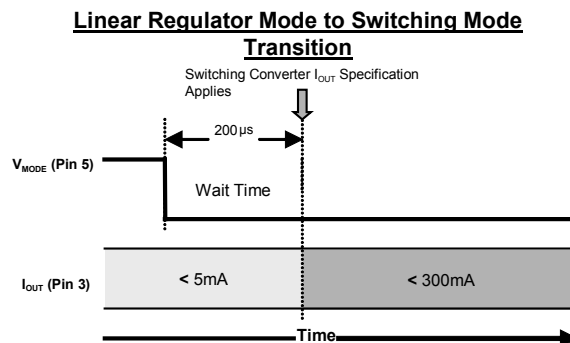 Linear Regulator Mode to Switching Mode
Transition
Switching Converter IOUT Specification
Applies
200µs
VMODE (Pin 5)
Wait Time
IOUT (Pin 3)
< 5mA
< 300mA
Time